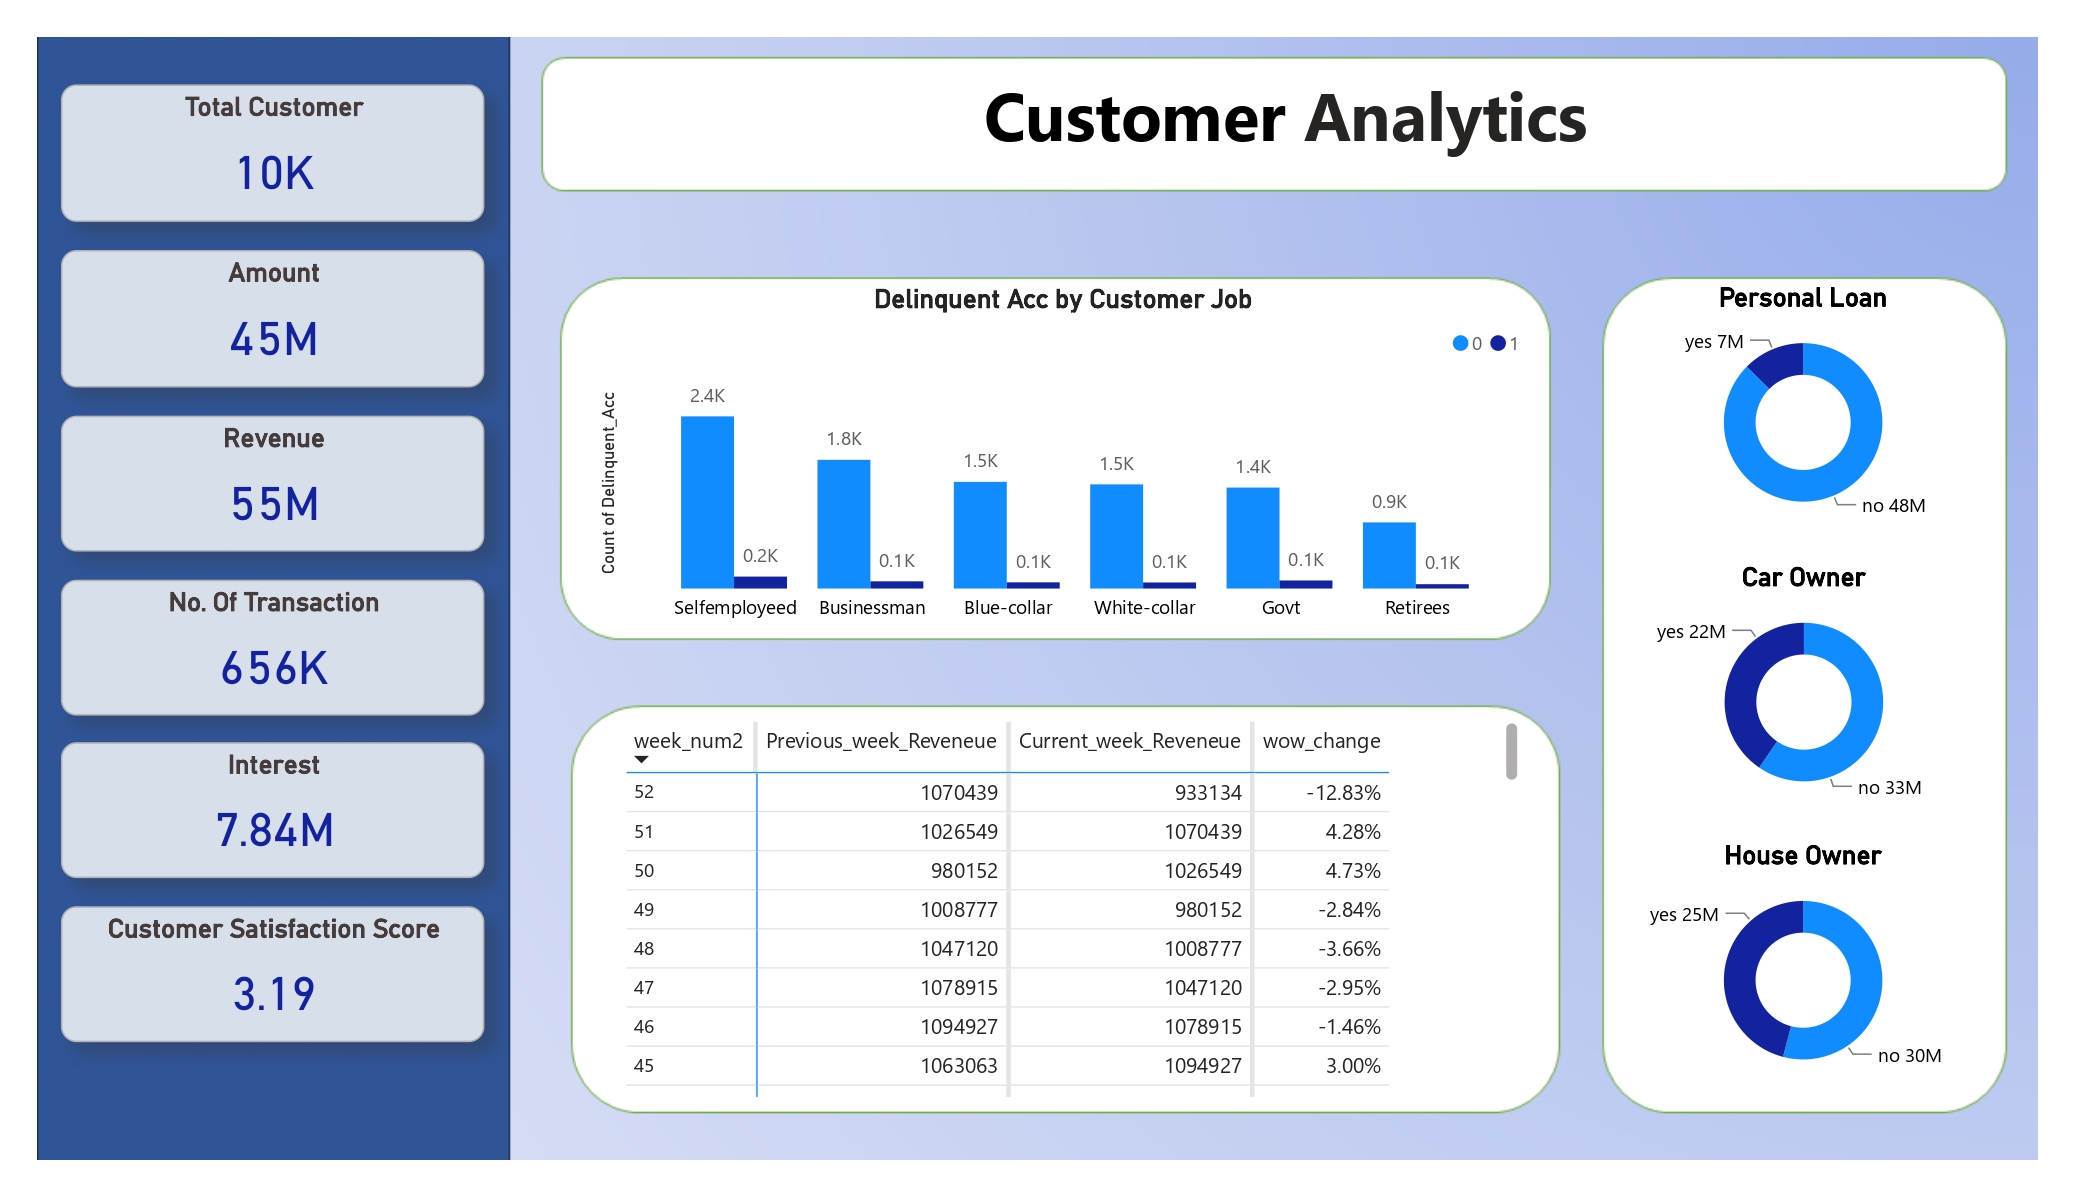 Total Customer
10K
Amount
45M
Revenue
55M
No. Of Transaction
656K
Interest
7.84M
Customer Satisfaction Score
3.19
Customer Analytics
Delinquent Acc by Customer Job
0 1
Count of Delinquent_Acc
2.4K 0.2K 1.8K 0.1K 1.5K 0.1K 1.5K 0.1K 1.4K 0.1K 0.9K 0.1K
Selfemployeed Businessman Blue-collar White-collar Govt Retirees
week_num2 Previous_week_Reveneue Current_week_Reveneue wow_change
52 1070439 933134 -12.83%
51 1026549 1070439 4.28%
50 980152 1026549 4.73%
49 1008777 980152 -2.84%
48 1047120 1008777 -3.66%
47 1078915 1047120 -2.95%
46 1094927 1078915 -1.46%
45 1063063 1094927 3.00%
Personal Loan
yes 7M
no 48M
Car Owner
yes 22M
no 33M
House Owner
yes 25M
no 30M